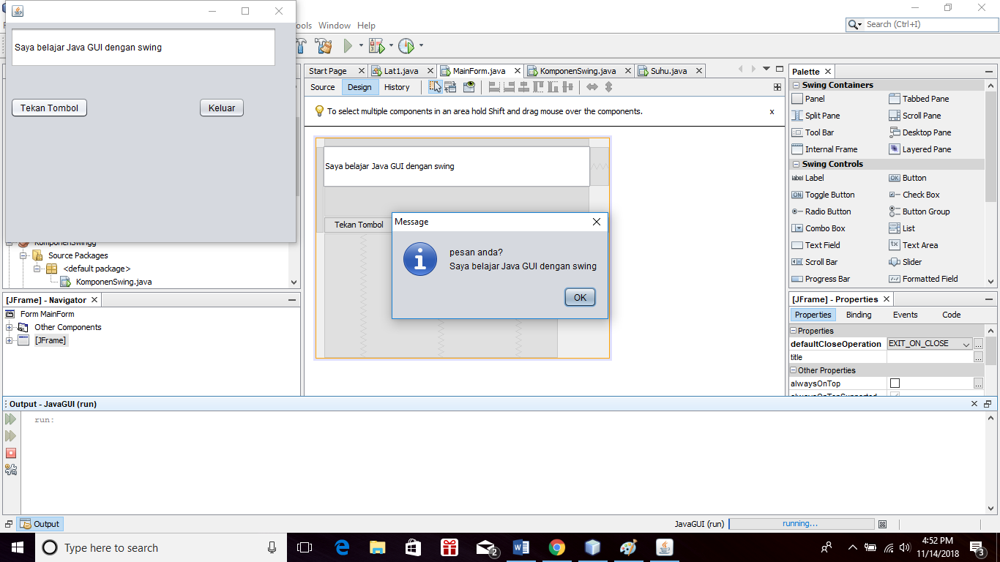 ools Window Help
Search (Ctrl+I)
Saya belajar Java GUI dengan swing
Tekan Tombol
Keluar
Start Page
Lat1.java
MainForm.java
KomponenSwing.java
Suhu.java
Source
Design
History
To select multiple components in an area hold Shift and drag mouse over the components.
x
Saya belajar Java GUI dengan swing
Tekan Tombol
Message
pesan anda?
Saya belajar Java GUI dengan swing
OK
KomponenSwingg
Source Packages
<default package>
KomponenSwing.java
[JFrame] - Navigator
Form MainForm
Other Components
[JFrame]
Palette
Swing Containers
Panel
Tabbed Pane
Split Pane
Scroll Pane
Tool Bar
Desktop Pane
Internal Frame
Layered Pane
Swing Controls
label Label
OK Button
ON Toggle Button
Check Box
Radio Button
Button Group
Combo Box
List
Text Field
Text Area
Scroll Bar
Slider
Progress Bar
Formatted Field
[JFrame] - Properties
Properties
Binding
Events
Code
Properties
defaultCloseOperation
EXIT_ON_CLOSE
...
title
...
Other Properties
alwaysOnTop
...
alwaysOnTopSupported
Output - JavaGUI (run)
run:
Output
JavaGUI (run)
running...
Type here to search
2
4:52 PM
11/14/2018
3